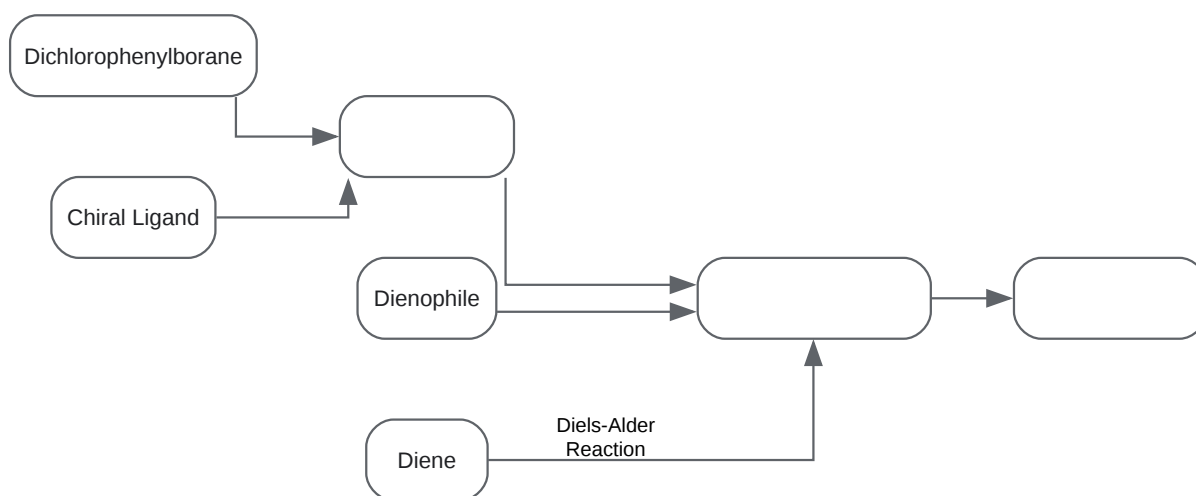 Dichlorophenylborane
Chiral Ligand
Dienophile
Diels-Alder
Reaction
Diene